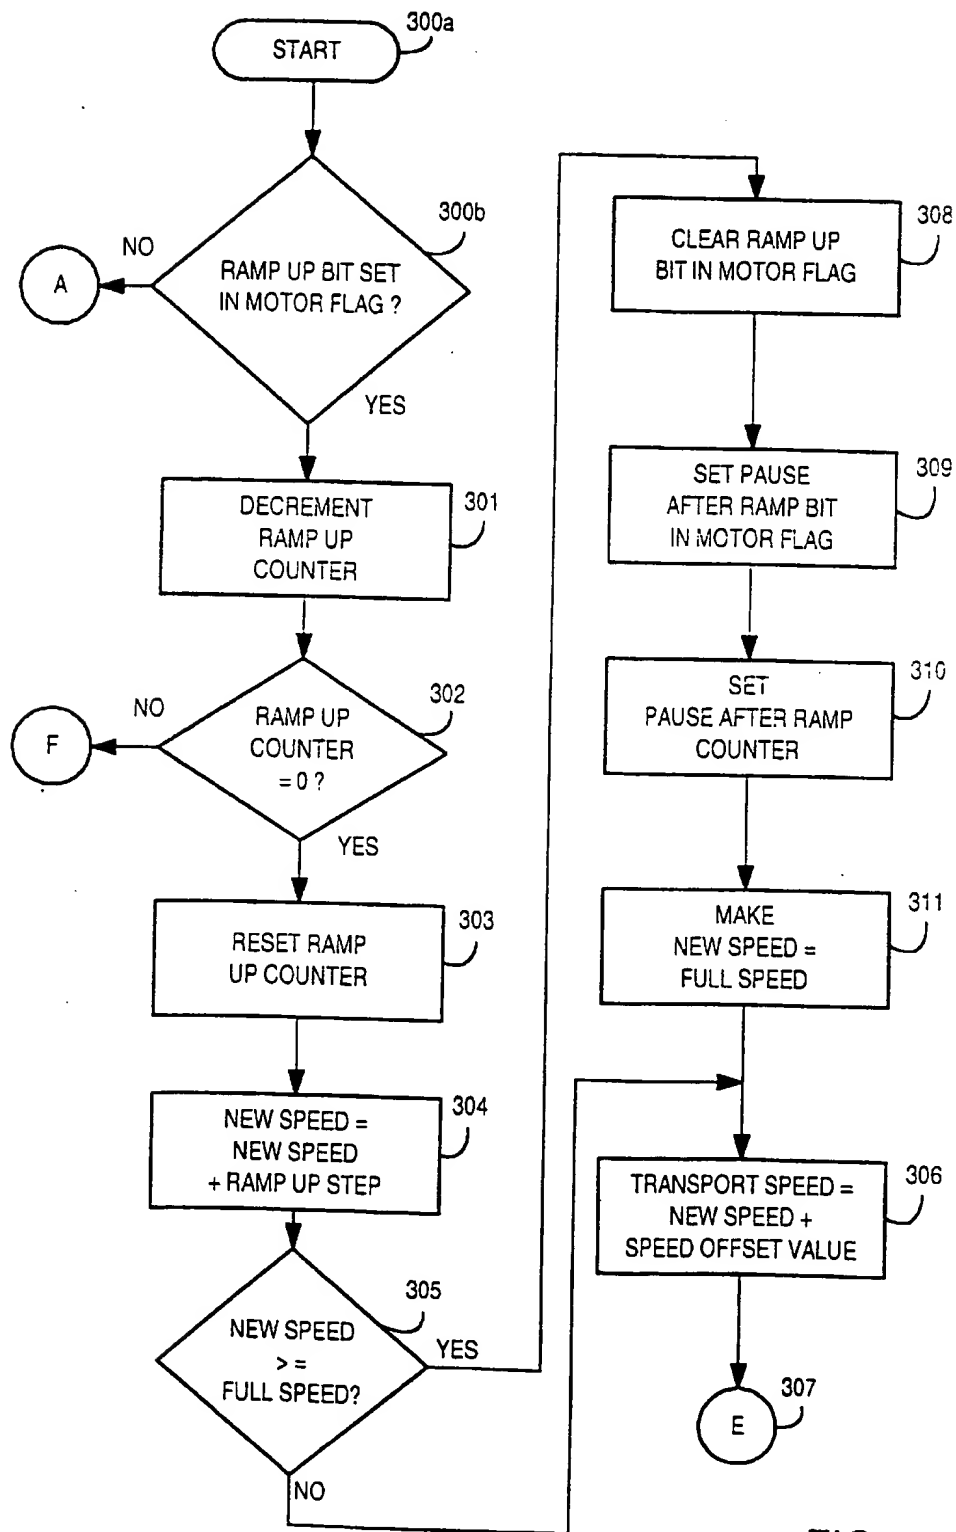 START
300a
RAMP UP BIT SET
IN MOTOR FLAG ?
300b
NO
A
YES
DECREMENT
RAMP UP
COUNTER
301
RAMP UP
COUNTER
= 0 ?
302
NO
F
YES
RESET RAMP
UP COUNTER
303
NEW SPEED =
NEW SPEED
+ RAMP UP STEP
304
NEW SPEED
> =
FULL SPEED?
305
YES
NO
CLEAR RAMP UP
BIT IN MOTOR FLAG
308
SET PAUSE
AFTER RAMP BIT
IN MOTOR FLAG
309
SET
PAUSE AFTER RAMP
COUNTER
310
MAKE
NEW SPEED =
FULL SPEED
311
TRANSPORT SPEED =
NEW SPEED +
SPEED OFFSET VALUE
306
E
307